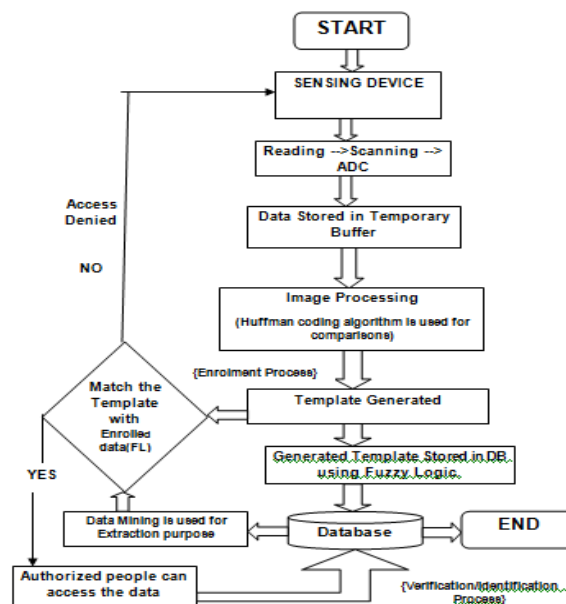 START
SENSING DEVICE
Reading -->Scanning -->
ADC
Access
Denied
Data Stored in Temporary
Buffer
NO
Image Processing
(Huffman coding algorithm is used for
comparisons)
{Enrolment Process}
Match the
Template
with
Enrolled
data(FL)
Template Generated
YES
Generated Template Stored in DB
using Fuzzy Logic.
Data Mining is used for
Extraction purpose
Database
END
Authorized people can
access the data
{Verification/Identification
Process}